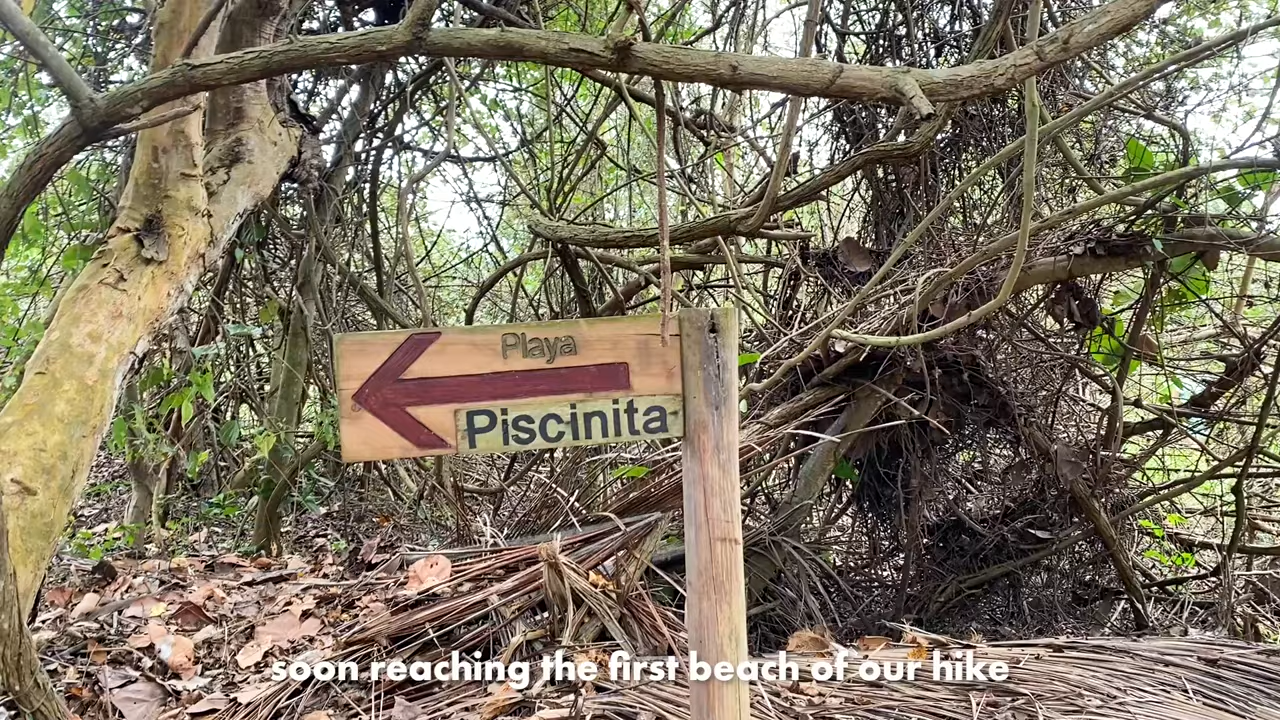 Playa
Piscinita
soon reaching the first beach of our hike